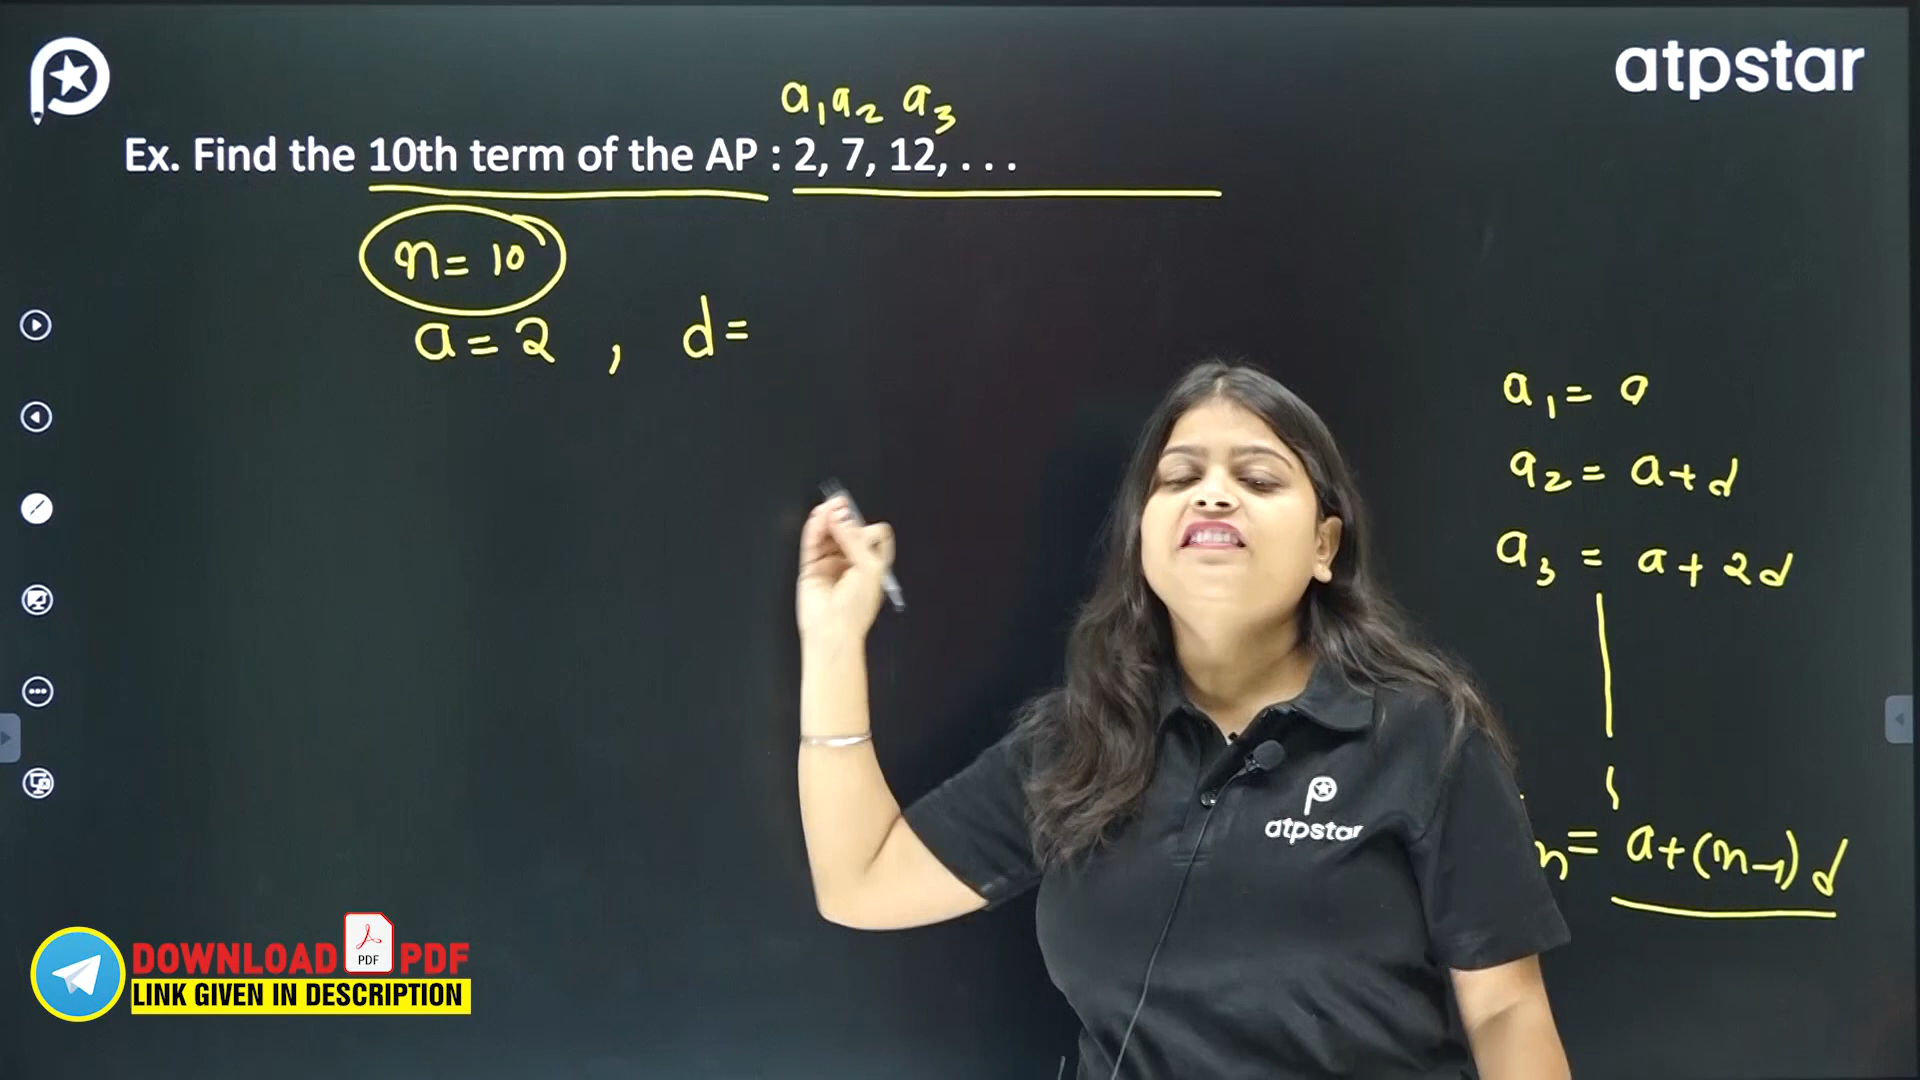 atpstar
a₁ a₂ a₃
Ex. Find the 10th term of the AP : 2, 7, 12, . . .
n = 10
a = 2 , d =
a₁ = a
a₂ = a + d
a₃ = a + 2d
n = a + (n-1) d
atpstar
DOWNLOAD PDF
PDF
LINK GIVEN IN DESCRIPTION